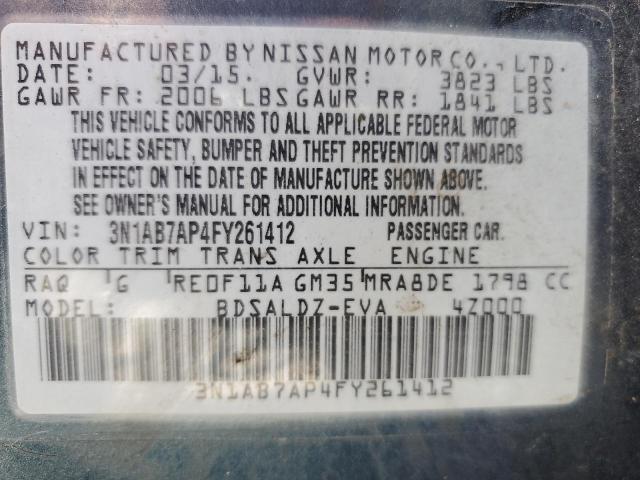 MANUFACTURED BY NISSAN MOTOR CO., LTD.
DATE: 03/15. GVWR: 3823 LBS
GAWR FR: 2006 LBS GAWR RR: 1841 LBS
THIS VEHICLE CONFORMS TO ALL APPLICABLE FEDERAL MOTOR
VEHICLE SAFETY, BUMPER AND THEFT PREVENTION STANDARDS
IN EFFECT ON THE DATE OF MANUFACTURE SHOWN ABOVE.
SEE OWNER'S MANUAL FOR ADDITIONAL INFORMATION.
VIN: 3N1AB7AP4FY261412 PASSENGER CAR.
COLOR TRIM TRANS AXLE ENGINE
RAQ G RE0F11A GM35 MRA8DE 1798 CC
MODEL: BDSALDZ-EVA 4Z000
3N1AB7AP4FY261412